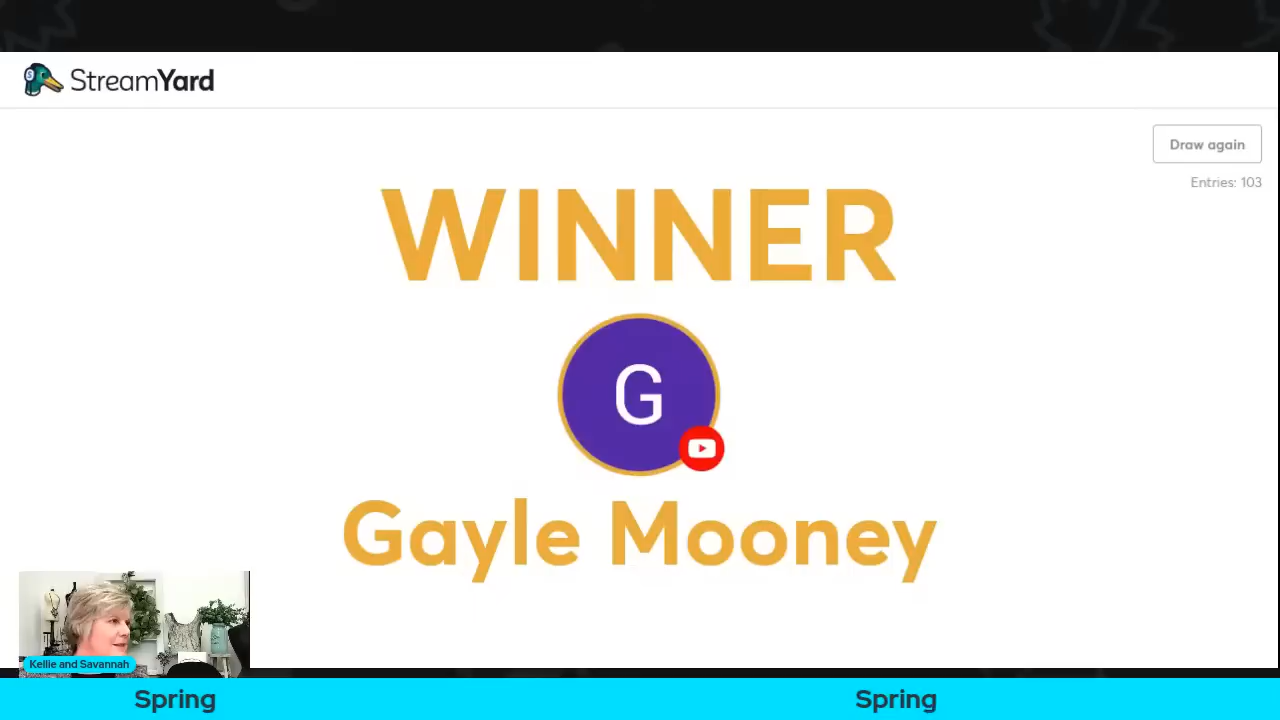 StreamYard
Draw again
Entries: 103
WINNER
G
Gayle Mooney
Kellie and Savannah
Spring Spring